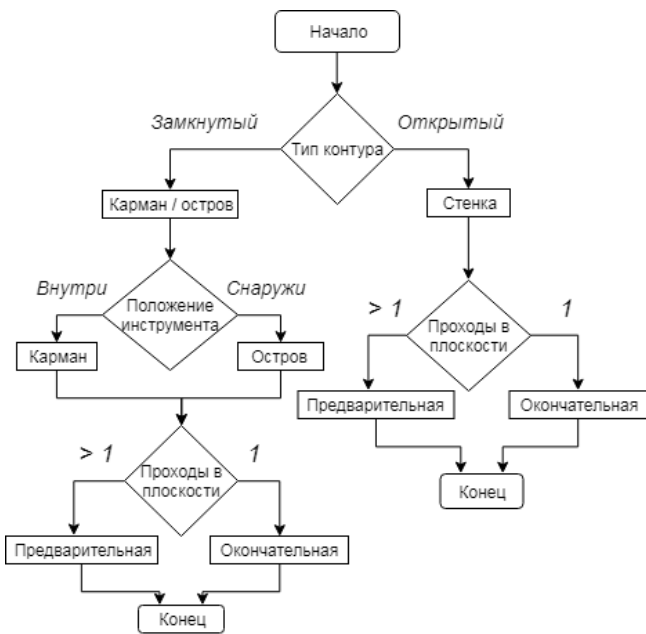 Начало
Замкнутый
Открытый
Тип контура
Карман / остров
Стенка
Внутри
Снаружи
Положение
инструмента
> 1
1
Проходы в
плоскости
Карман
Остров
Предварительная
Окончательная
> 1
1
Проходы в
плоскости
Конец
Предварительная
Окончательная
Конец